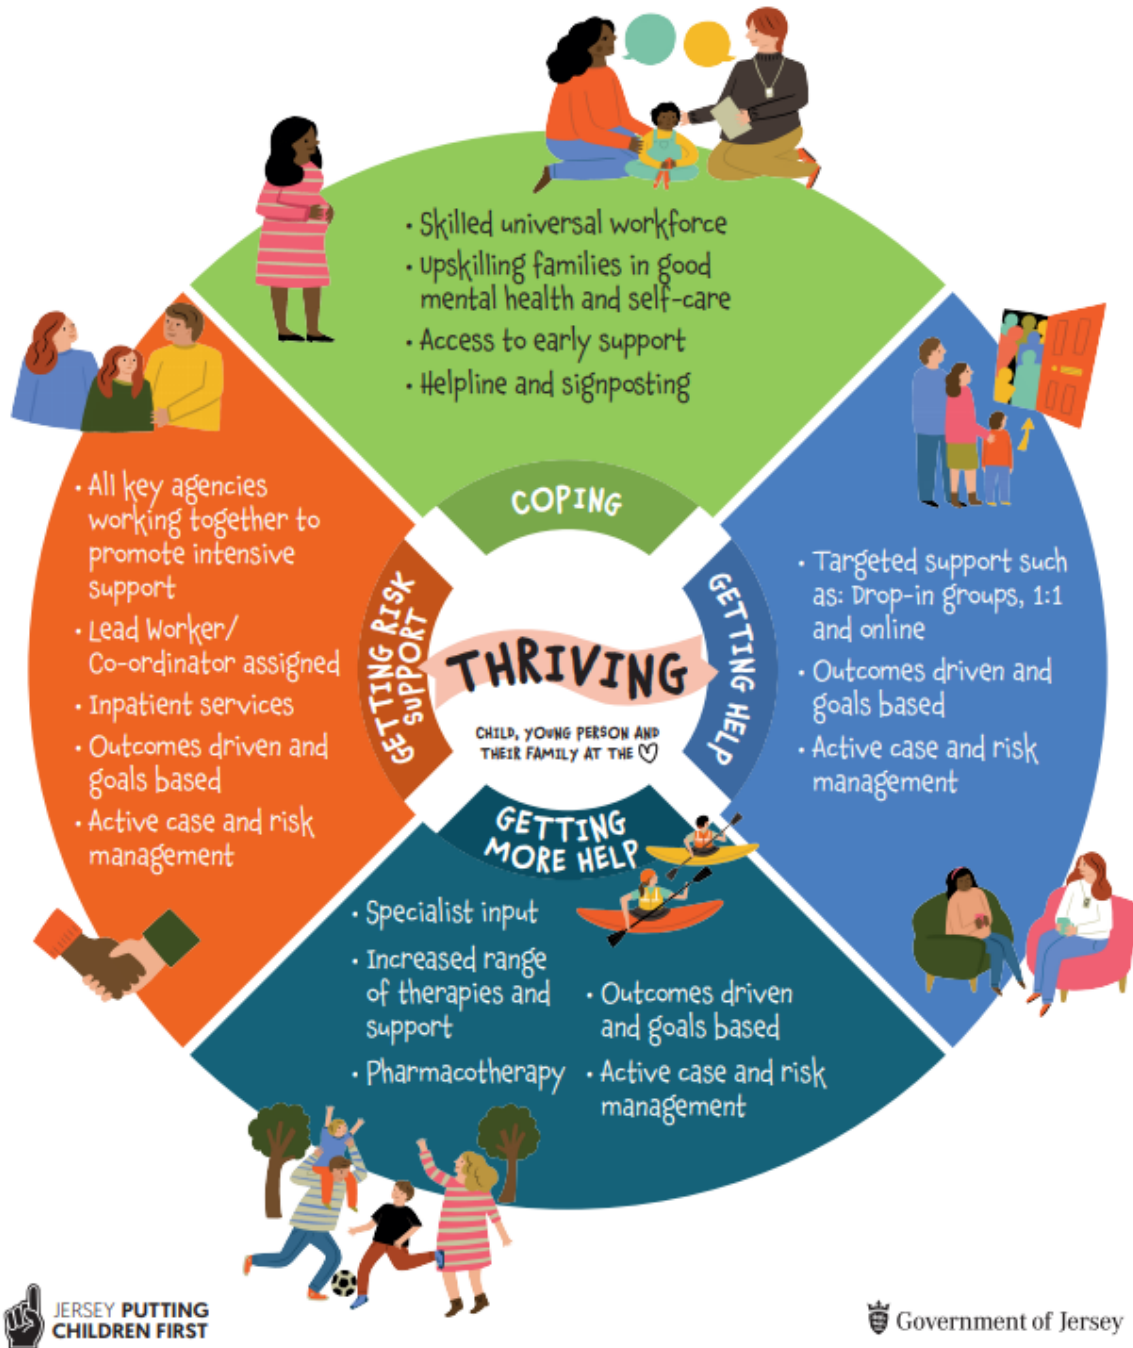 • Skilled universal workforce
• Upskilling families in good
mental health and self-care
• Access to early support
• Helpline and signposting
COPING
• Targeted support such
as: Drop-in groups, 1:1
and online
• Outcomes driven and
goals based
• Active case and risk
management
GETTING HELP
GETTING
MORE HELP
• Specialist input
• Increased range
of therapies and
support
• Pharmacotherapy
• Outcomes driven
and goals based
• Active case and risk
management
• All key agencies
working together to
promote intensive
support
• Lead Worker/
Co-ordinator assigned
• Inpatient services
• Outcomes driven and
goals based
• Active case and risk
management
GETTING RISK
SUPPORT
THRIVING
CHILD, YOUNG PERSON AND
THEIR FAMILY AT THE ♡
JERSEY PUTTING
CHILDREN FIRST
Government of Jersey